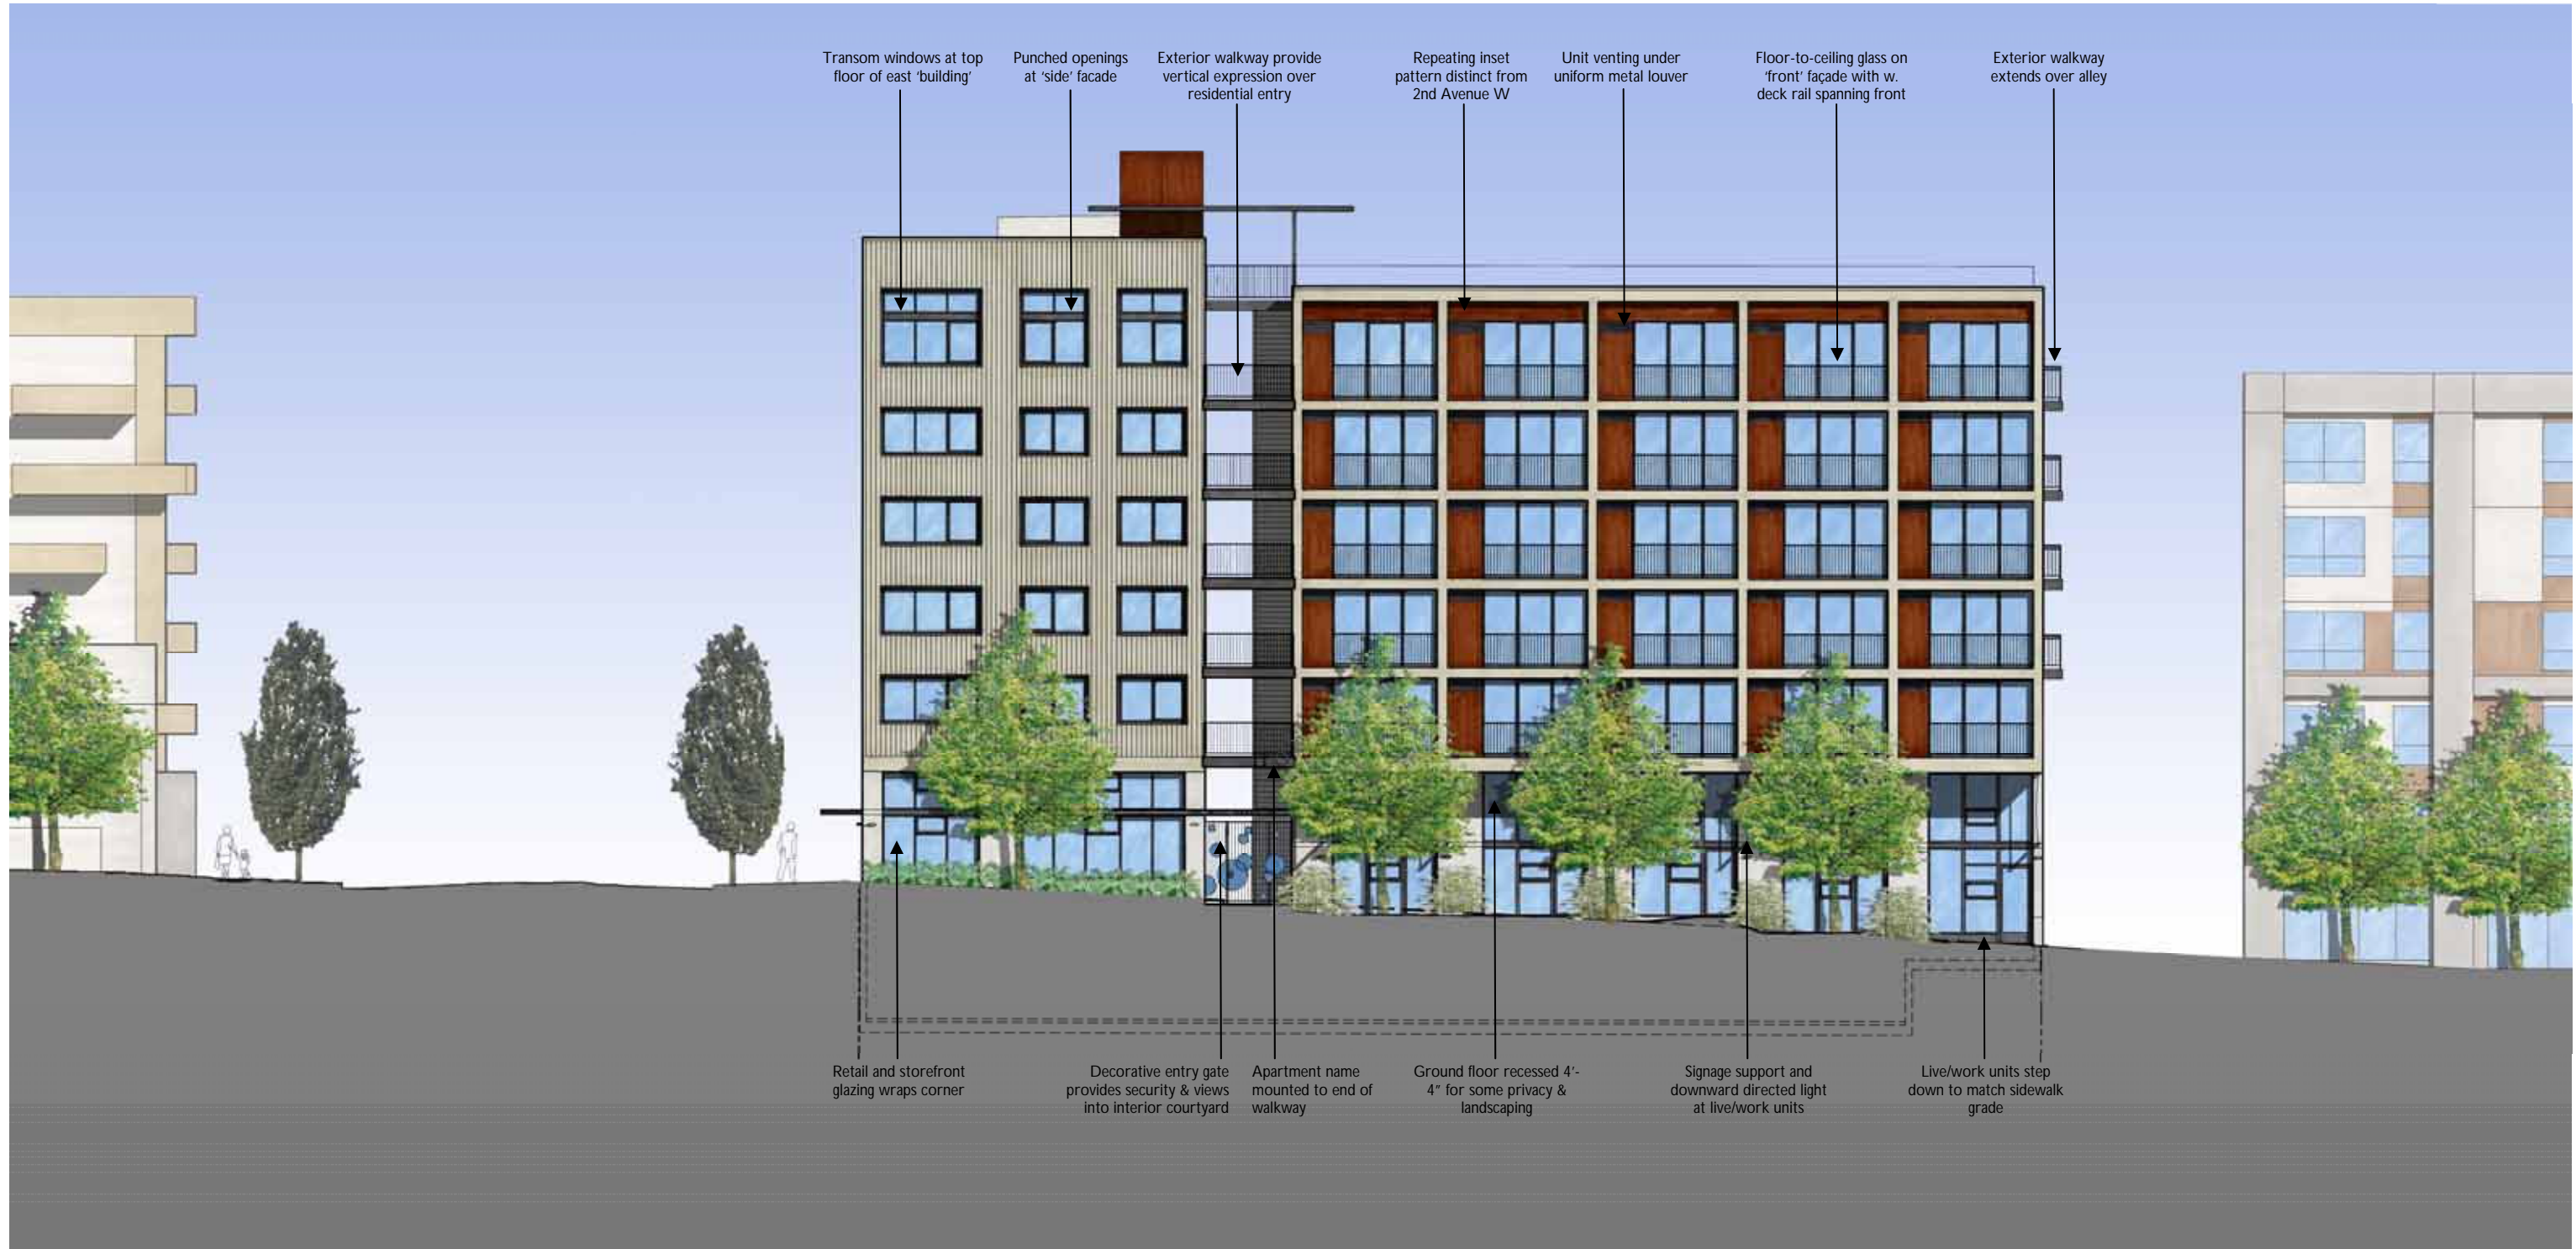 Transom windows at top
floor of east ‘building’
Punched openings
at ‘side’ facade
Exterior walkway provide
vertical expression over
residential entry
Repeating inset
pattern distinct from
2nd Avenue W
Unit venting under
uniform metal louver
Floor-to-ceiling glass on
‘front’ façade with w.
deck rail spanning front
Exterior walkway
extends over alley
Retail and storefront
glazing wraps corner
Decorative entry gate
provides security & views
into interior courtyard
Apartment name
mounted to end of
walkway
Ground floor recessed 4’-
4” for some privacy &
landscaping
Signage support and
downward directed light
at live/work units
Live/work units step
down to match sidewalk
grade